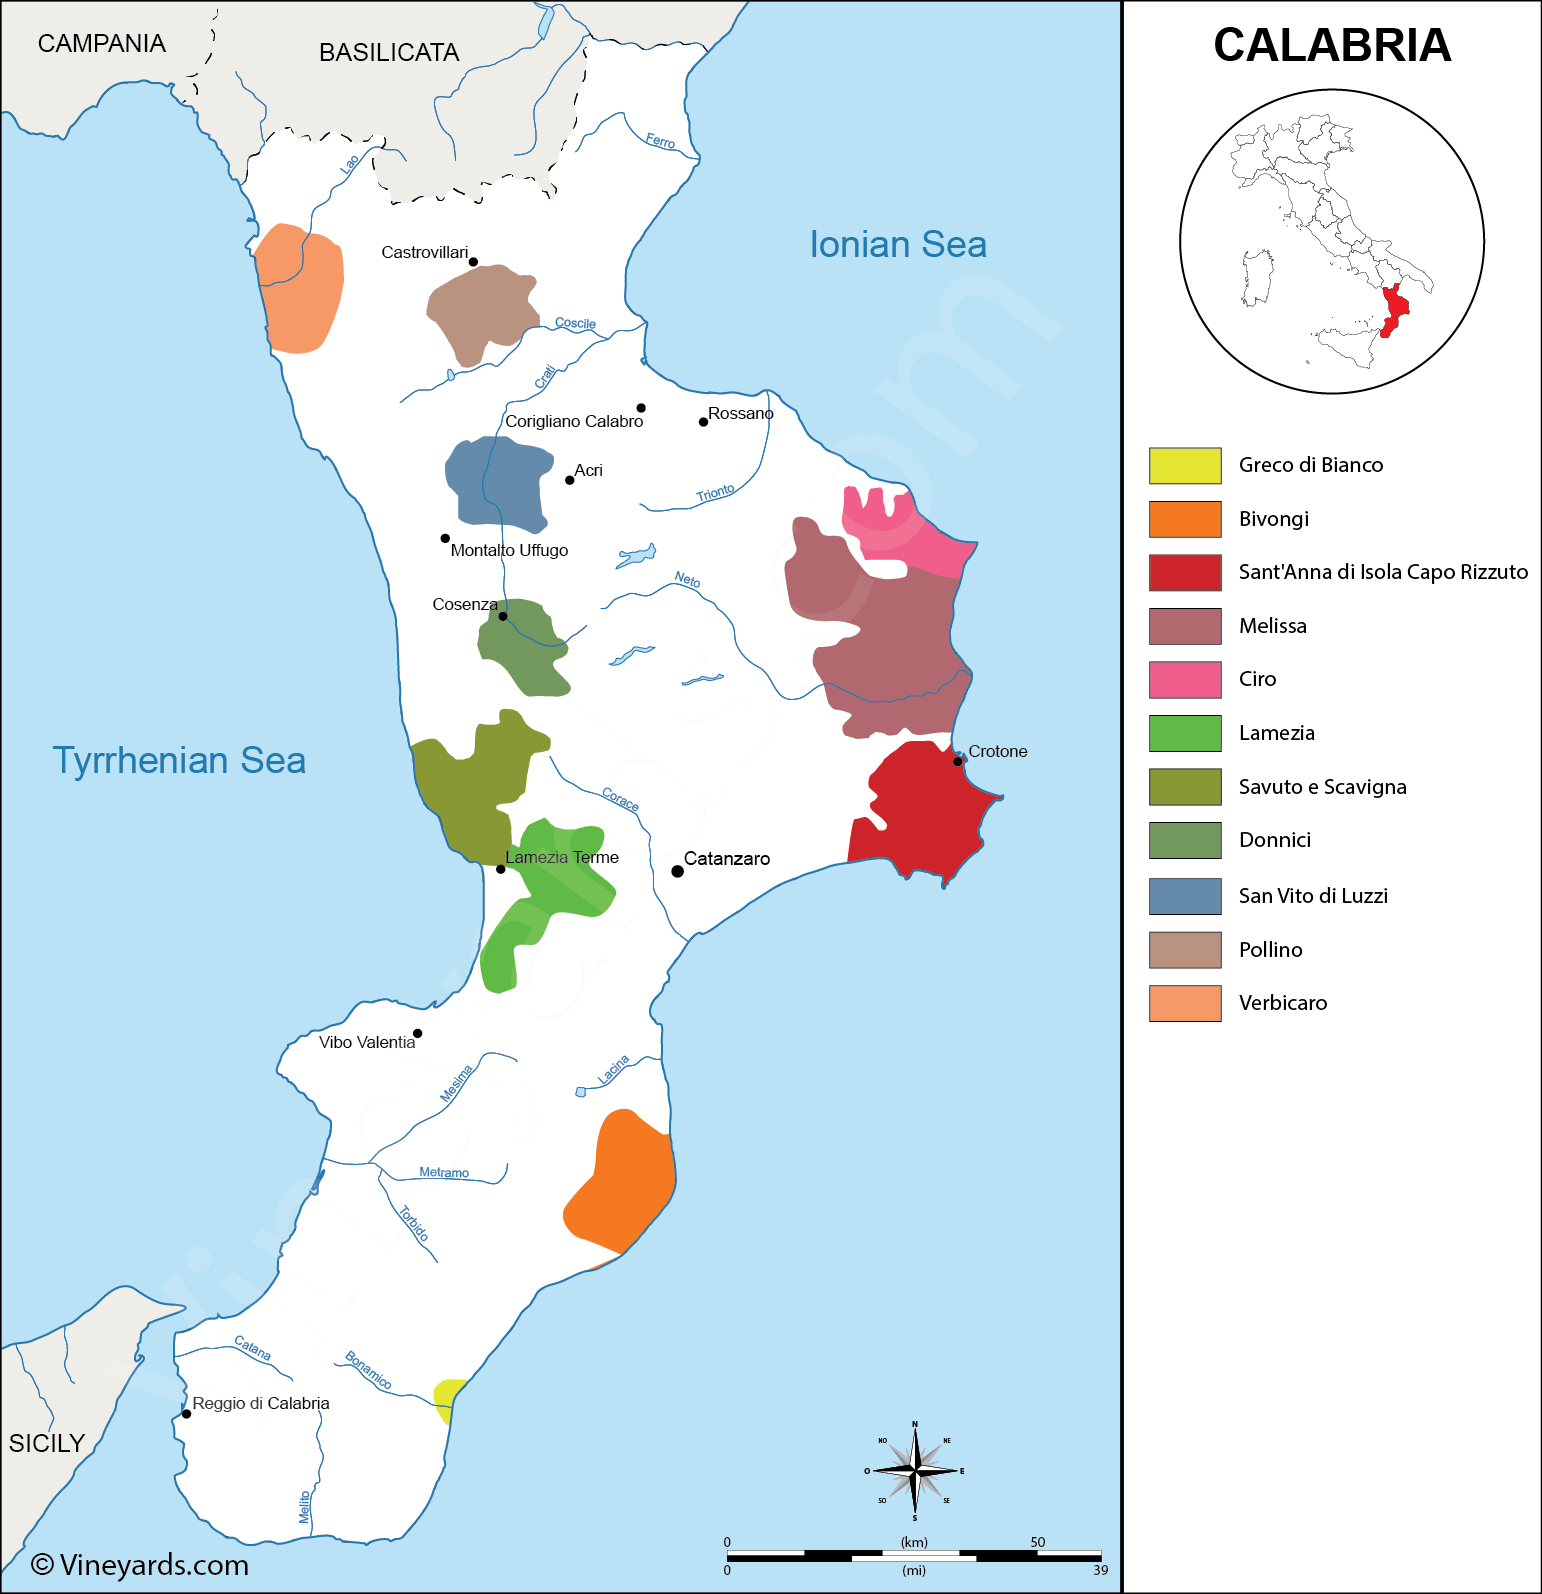 CALABRIA
CAMPANIA
BASILICATA
Lao
Ferro
Ionian Sea
Castrovillari
Coscile
Crati
Corigliano Calabro
Rossano
Acri
Trionto
Montalto Uffugo
Neto
Cosenza
Tyrrhenian Sea
Crotone
Corace
Lamezia Terme
Catanzaro
Vibo Valentia
Mesima
Lacina
Metramo
Torbido
Catana
Bonamico
Reggio di Calabria
SICILY
Melito
© Vineyards.com
N
NO
NE
O
E
SO
SE
S
0 (km) 50
0 (mi) 39
Greco di Bianco
Bivongi
Sant'Anna di Isola Capo Rizzuto
Melissa
Ciro
Lamezia
Savuto e Scavigna
Donnici
San Vito di Luzzi
Pollino
Verbicaro